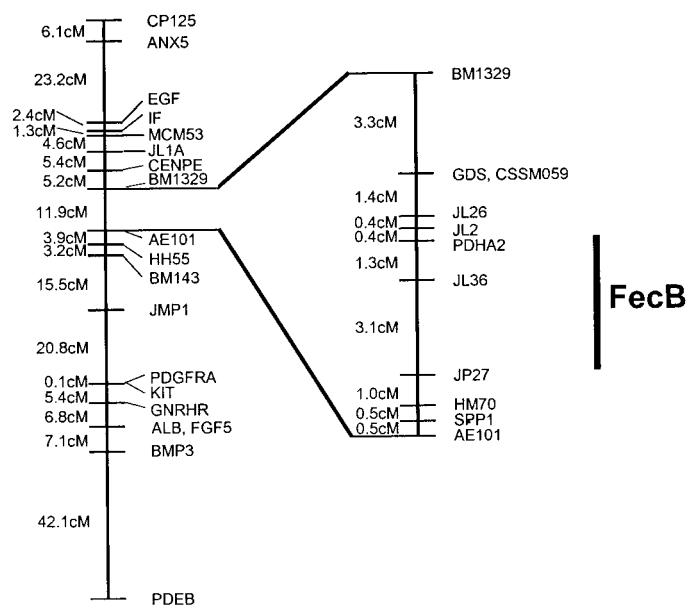 CP125
6.1cM
ANX5
23.2cM
EGF
2.4cM
IF
1.3cM
MCM53
4.6cM
JL1A
5.4cM
CENPE
5.2cM
BM1329
11.9cM
AE101
3.9cM
HH55
3.2cM
BM143
15.5cM
JMP1
20.8cM
PDGFRA
0.1cM
KIT
5.4cM
GNRHR
6.8cM
ALB, FGF5
7.1cM
BMP3
42.1cM
PDEB
BM1329
3.3cM
GDS, CSSM059
1.4cM
JL26
0.4cM
JL2
0.4cM
PDHA2
1.3cM
JL36
3.1cM
JP27
1.0cM
HM70
0.5cM
SPP1
0.5cM
AE101
FecB